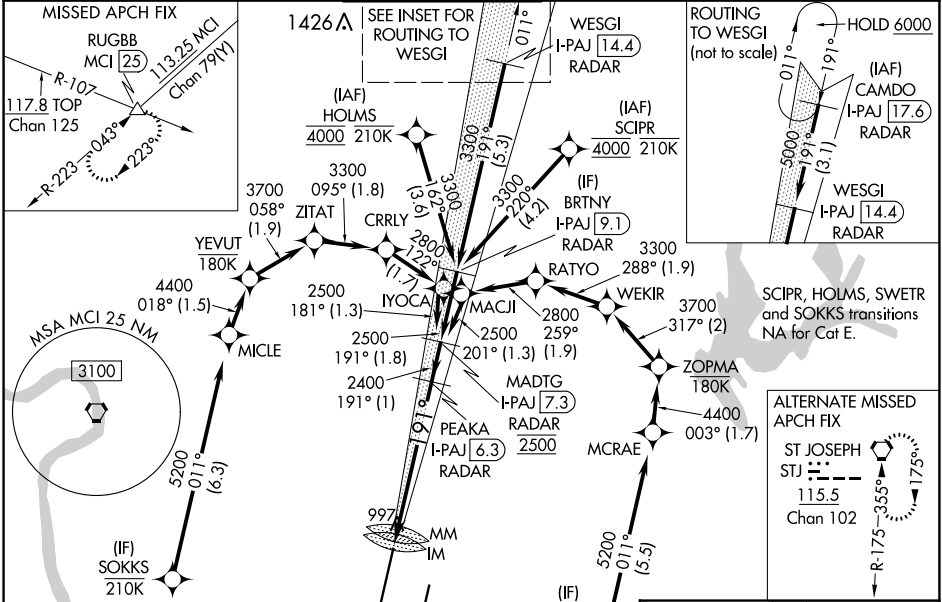 MISSED APCH FIX
RUGBB
MCI 25
113.25 MCI
Chan 79(Y)
R-107
117.8 TOP
Chan 125
R-223
043°
223°
1426
SEE INSET FOR
ROUTING TO
WESGI
011°
WESGI
I-PAJ 14.4
RADAR
(IAF)
HOLMS
4000 210K
(IAF)
SCIPR
4000 210K
3300
191°
(5.3)
3300
162°
(3.6)
3300
220°
(4.2)
(IF)
BRTNY
I-PAJ 9.1
RADAR
ROUTING
TO WESGI
(not to scale)
HOLD 6000
011°
191°
(IAF)
CAMDO
I-PAJ 17.6
RADAR
5000
191°
(3.1)
WESGI
I-PAJ 14.4
RADAR
3300
095° (1.8)
3700
058°
(1.9)
ZITAT
CRRLY
YEVUT
180K
2800
122°
(1.7)
4400
018° (1.5)
MICLE
IYOCA
MACJI
RATYO
3300
288° (1.9)
WEKIR
2500
181° (1.3)
2500
191° (1.8)
2400
191° (1)
2500
201° (1.3)
2800
259°
(1.9)
3700
317° (2)
SCIPR, HOLMS, SWETR
and SOKKS transitions
NA for Cat E.
MSA MCI 25 NM
3100
MADTG
I-PAJ 7.3
RADAR
2500
ZOPMA
180K
4400
003° (1.7)
MCRAE
191°
PEAKA
I-PAJ 6.3
RADAR
ALTERNATE MISSED
APCH FIX
ST JOSEPH
STJ
115.5
Chan 102
175°
355°
R-175
5200
011°
(6.3)
997
MM
IM
(IF)
SOKKS
210K
5200
011°
(5.5)
(IF)